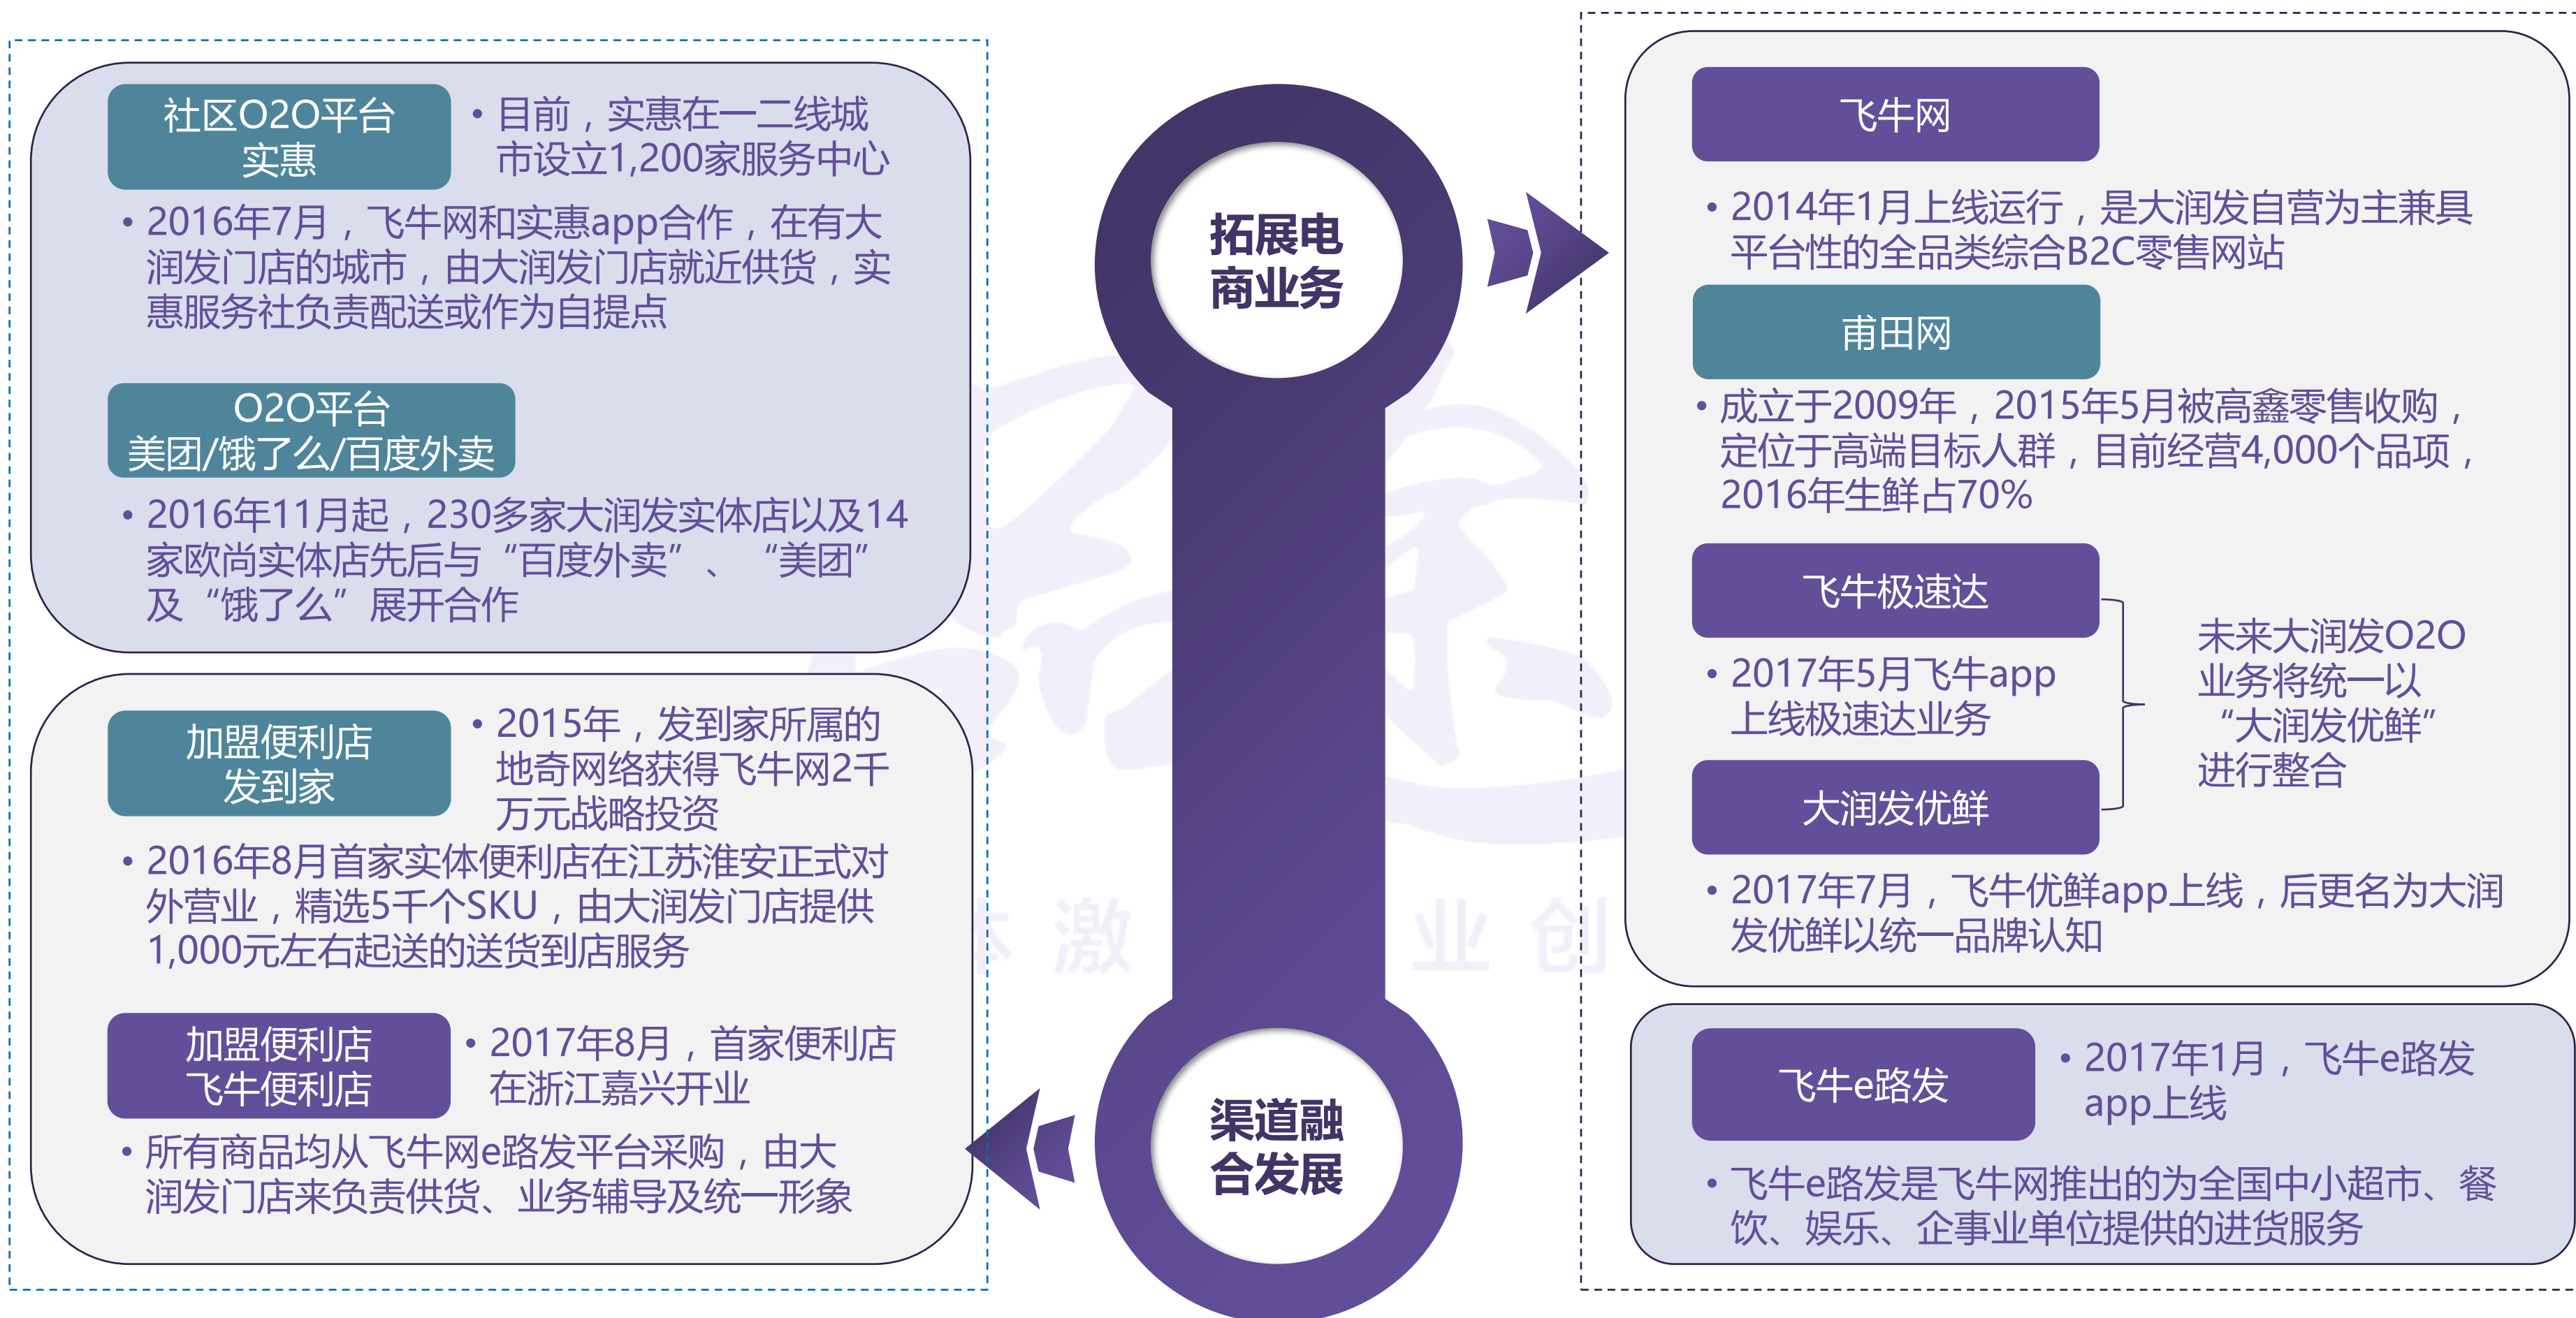 社区O2O平台
实惠
• 目前，实惠在一二线城
市设立1,200家服务中心
• 2016年7月，飞牛网和实惠app合作，在有大
润发门店的城市，由大润发门店就近供货，实
惠服务社负责配送或作为自提点
O2O平台
美团/饿了么/百度外卖
• 2016年11月起，230多家大润发实体店以及14
家欧尚实体店先后与“百度外卖”、“美团”
及“饿了么”展开合作
加盟便利店
发到家
• 2015年，发到家所属的
地奇网络获得飞牛网2千
万元战略投资
• 2016年8月首家实体便利店在江苏淮安正式对
外营业，精选5千个SKU，由大润发门店提供
1,000元左右起送的送货到店服务
加盟便利店
飞牛便利店
• 2017年8月，首家便利店
在浙江嘉兴开业
• 所有商品均从飞牛网e路发平台采购，由大
润发门店来负责供货、业务辅导及统一形象
拓展电
商业务
渠道融
合发展
激 业 创
飞牛网
• 2014年1月上线运行，是大润发自营为主兼具
平台性的全品类综合B2C零售网站
甫田网
• 成立于2009年，2015年5月被高鑫零售收购，
定位于高端目标人群，目前经营4,000个品项，
2016年生鲜占70%
飞牛极速达
• 2017年5月飞牛app
上线极速达业务
大润发优鲜
未来大润发O2O
业务将统一以
“大润发优鲜”
进行整合
• 2017年7月，飞牛优鲜app上线，后更名为大润
发优鲜以统一品牌认知
飞牛e路发
• 2017年1月，飞牛e路发
app上线
• 飞牛e路发是飞牛网推出的为全国中小超市、餐
饮、娱乐、企事业单位提供的进货服务